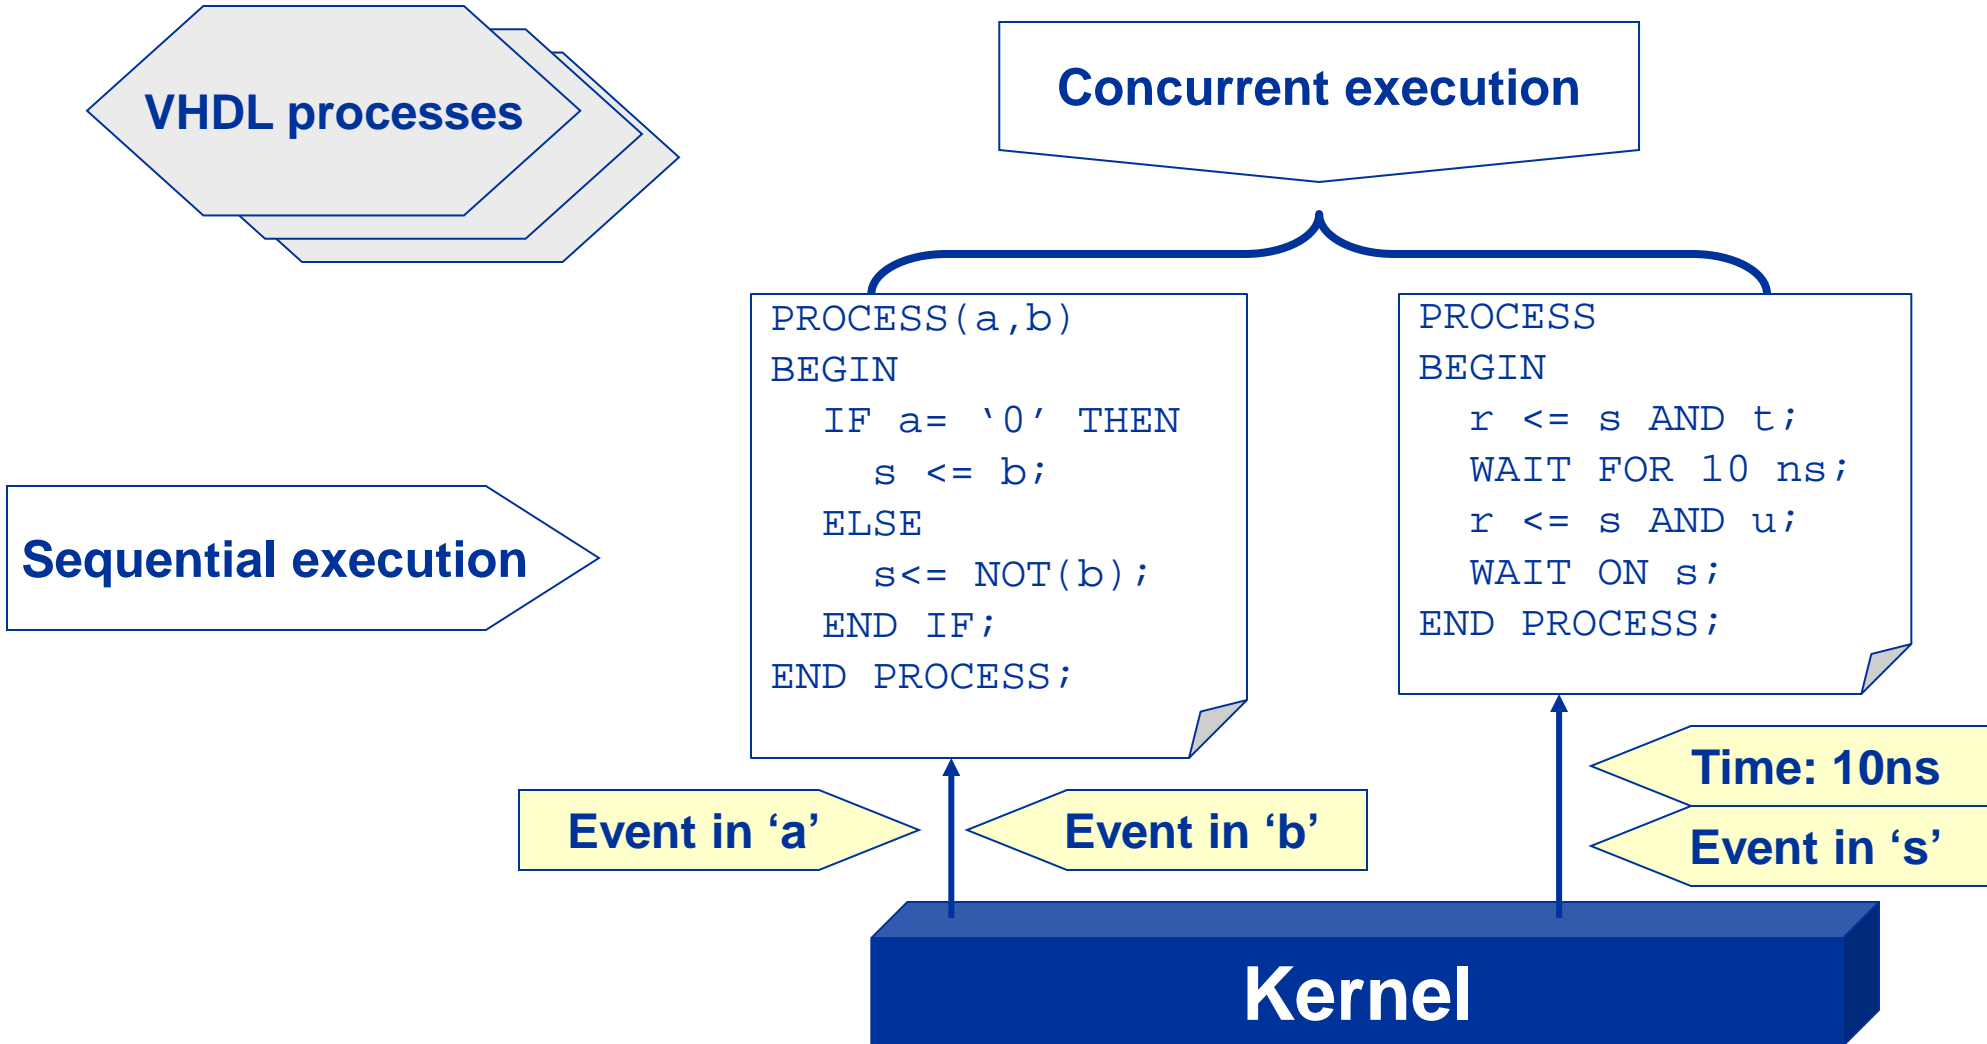 VHDL processes
Concurrent execution
Sequential execution
PROCESS(a,b)
BEGIN
IF a= ‘0’ THEN
s <= b;
ELSE
s<= NOT(b);
END IF;
END PROCESS;
PROCESS
BEGIN
r <= s AND t;
WAIT FOR 10 ns;
r <= s AND u;
WAIT ON s;
END PROCESS;
Event in ‘a’
Event in ‘b’
Time: 10ns
Event in ‘s’
Kernel